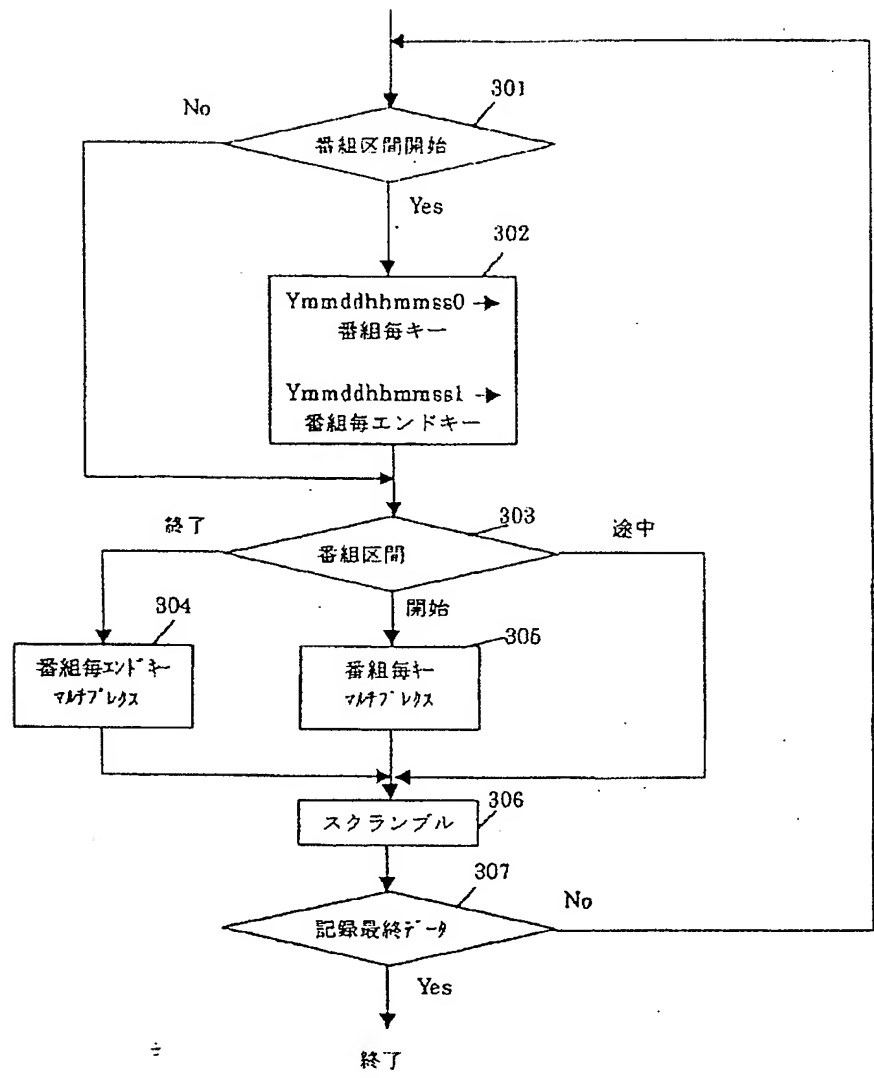 301
No
番組区間開始
Yes
302
Ymmddhhmmss0→
番組毎キー
Ymmddhhmmss1→
番組毎エンドキー
303
終了
途中
番組区間
開始
304
305
番組毎エンドキー
マルチプレクス
番組毎キー
マルチプレクス
306
スクランブル
307
No
記録最終データ
Yes
終了